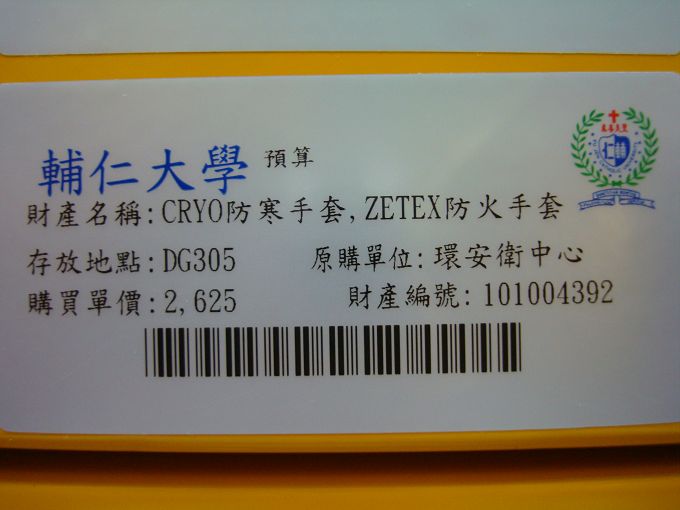 輔仁大學 預算
財產名稱:CRYO防寒手套,ZETEX防火手套
存放地點:DG305 原購單位:環安衛中心
購買單價:2,625 財產編號:101004392